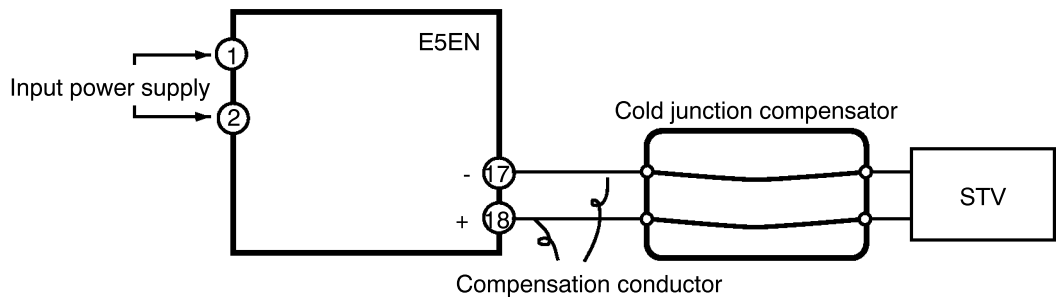 E5EN
1
Input power supply
2
Cold junction compensator
- 17
+ 18
STV
Compensation conductor